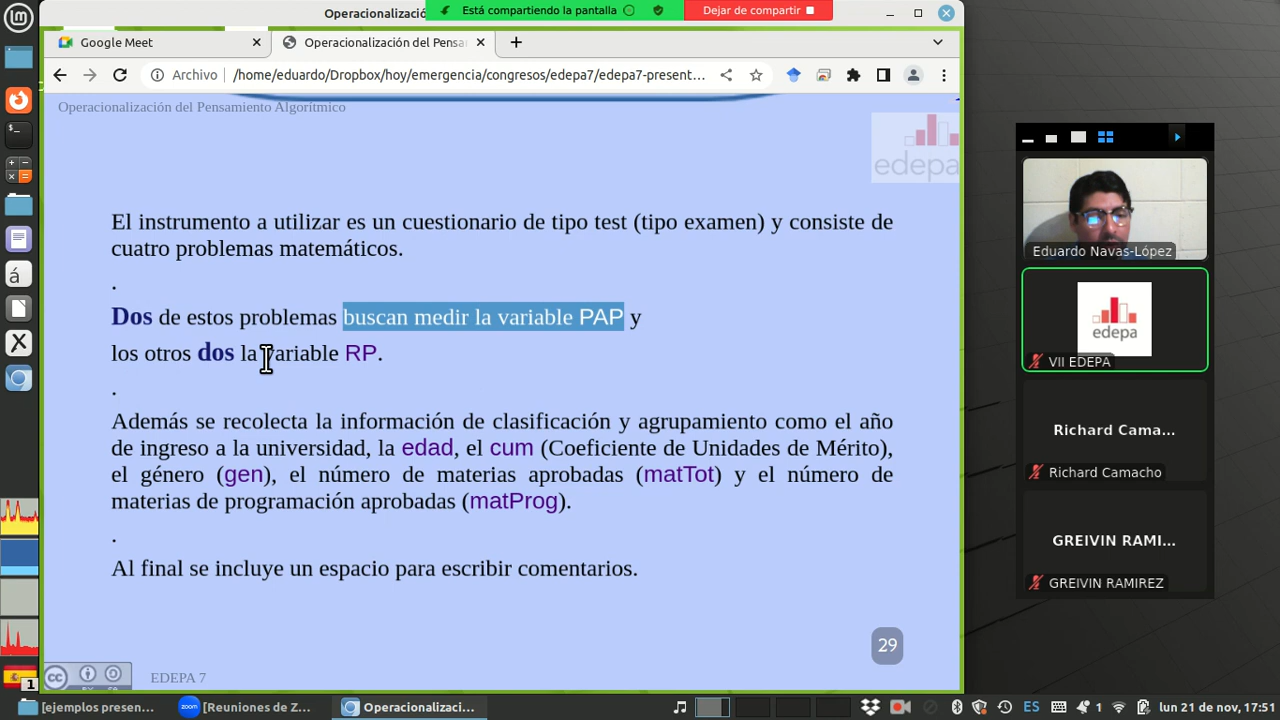 Operacionalizació
Está compartiendo la pantalla
Dejar de compartir
Google Meet
Operacionalización del Pensa
Archivo
/home/eduardo/Dropbox/hoy/emergencia/congresos/edepa7/edepa7-present...
Operacionalización del Pensamiento Algorítmico
edepa
El instrumento a utilizar es un cuestionario de tipo test (tipo examen) y consiste de
cuatro problemas matemáticos.
.
Dos de estos problemas buscan medir la variable PAP y
los otros dos la variable RP.
.
Además se recolecta la información de clasificación y agrupamiento como el año
de ingreso a la universidad, la edad, el cum (Coeficiente de Unidades de Mérito),
el género (gen), el número de materias aprobadas (matTot) y el número de
materias de programación aprobadas (matProg).
.
Al final se incluye un espacio para escribir comentarios.
29
EDEPA 7
Eduardo Navas-López
edepa
VII EDEPA
Richard Cama...
Richard Camacho
GREIVIN RAMI...
GREIVIN RAMIREZ
á
X
1
[ejemplos presen...
zoom
[Reuniones de Z...
Operacionalizaci...
ES
1
lun 21 de nov, 17:51